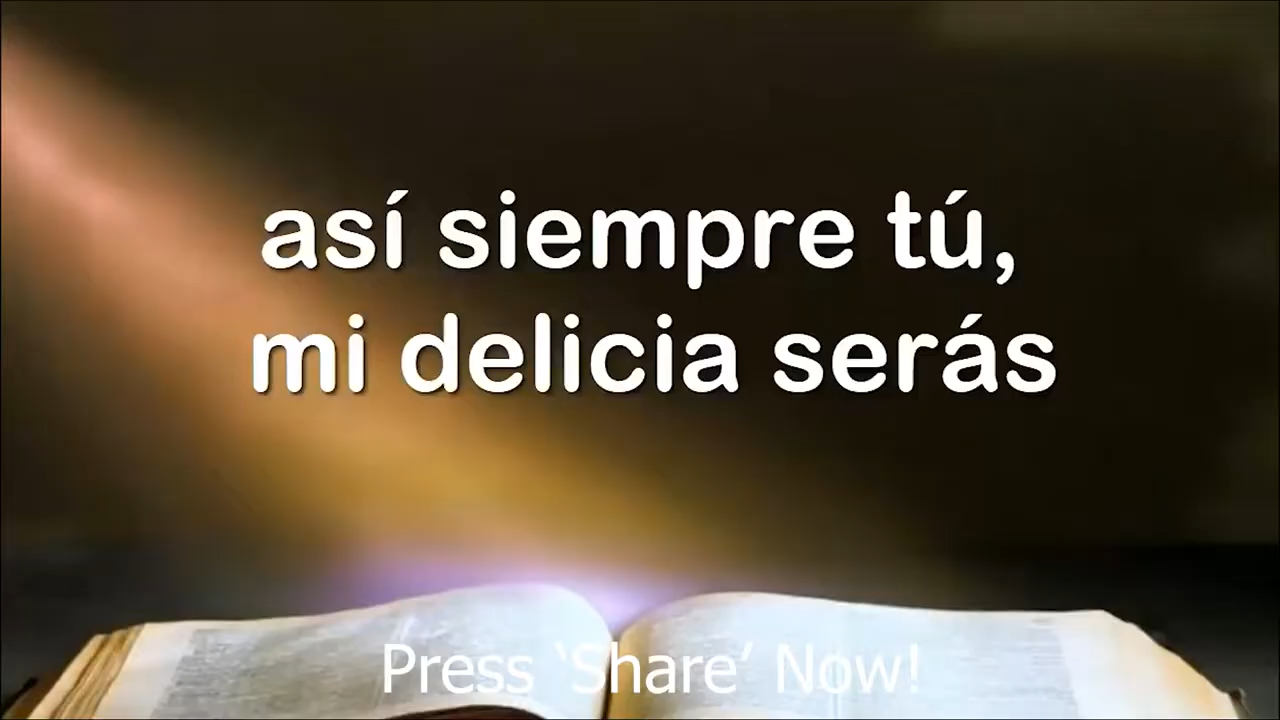 así siempre tú,
mi delicia serás
Press ‘Share’ Now!